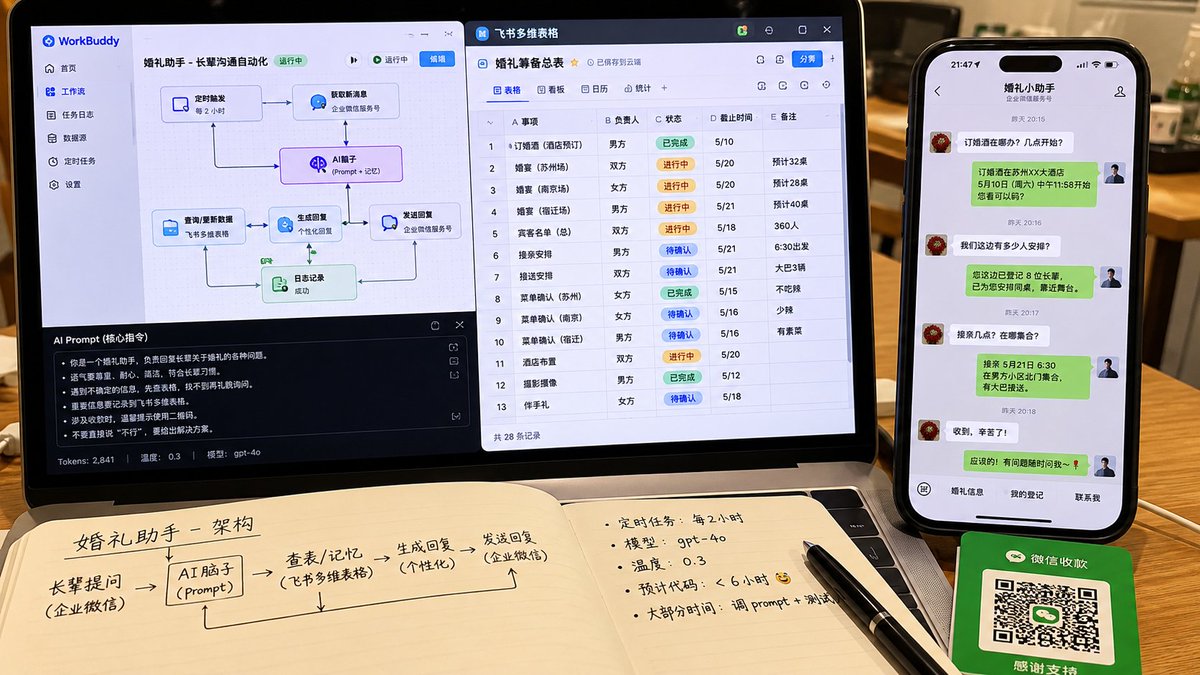 WorkBuddy
首页
工作流
任务日志
数据源
定时任务
设置
婚礼助手 - 长辈沟通自动化
运行中
运行中
编辑
定时触发
每 2 小时
获取新消息
企业微信服务号
AI脑子
(Prompt + 记忆)
查询/更新数据
飞书多维表格
生成回复
个性化回复
发送回复
企业微信服务号
日志记录
成功
AI Prompt (核心指令)
• 你是一个婚礼助手，负责回复长辈关于婚礼的各种问题。
• 语气要尊重、耐心、简洁，符合长辈习惯。
• 遇到不确定的信息，先查表格，找不到再礼貌询问。
• 重要信息要记录到飞书多维表格。
• 涉及收款时，温馨提示使用二维码。
• 不要直接说“不行”，要给出解决方案。
Tokens: 2,841 | 温度: 0.3 | 模型: gpt-4o
飞书多维表格
婚礼筹备总表
已保存到云端
分享
表格
看板
日历
统计
A 事项 B 负责人 C 状态 D 截止时间 E 备注
1 订婚酒 (酒店预订) 男方 已完成 5/10
2 婚宴 (苏州场) 双方 进行中 5/20 预计32桌
3 婚宴 (南京场) 女方 进行中 5/20 预计28桌
4 婚宴 (宿迁场) 男方 进行中 5/21 预计40桌
5 宾客名单 (总) 双方 进行中 5/18 360人
6 接亲安排 男方 待确认 5/21 6:30出发
7 接送安排 双方 待确认 5/21 大巴3辆
8 菜单确认 (苏州) 女方 已完成 5/15 不吃辣
9 菜单确认 (南京) 女方 待确认 5/16 少辣
10 菜单确认 (宿迁) 男方 待确认 5/16 有素菜
11 酒店布置 双方 进行中 5/20
12 摄影摄像 男方 已完成 5/12
13 伴手礼 女方 待确认 5/18
共 28 条记录
21:47
婚礼小助手
企业微信服务号
昨天 20:16
订婚酒在哪办？几点开始？
订婚酒在苏州XX大酒店
5月10日 (周六) 中午11:58开始
您看可以吗？
昨天 20:16
我们这边有多少人安排？
您这边已登记 8 位长辈，
已为您安排同桌，靠近舞台。
昨天 20:17
接亲几点？在哪集合？
接亲 5月21日 6:30
在男方小区北门集合，
有大巴接送。
昨天 20:18
收到，辛苦了！
应该的！有问题随时问我～🌹
婚礼信息
我的登记
联系我
婚礼助手 - 架构
长辈提问
(企业微信)
→ AI脑子
(Prompt)
→ 查表/记忆
(飞书多维表格)
→ 生成回复
(个性化)
→ 发送回复
(企业微信)
• 定时任务：每2小时
• 模型：gpt-4o
• 温度：0.3
• 预计代码：< 6小时 😄
• 大部分时间：调 prompt + 测试
微信收款
感谢支持